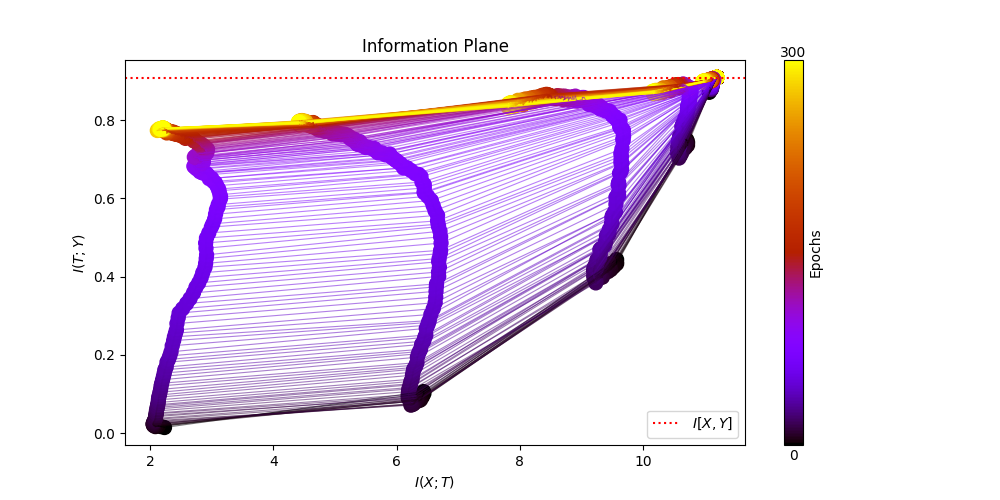 Information Plane
300
0.8
0.6
0.4
0.2
0.0
I(T; Y)
Epochs
I[X, Y]
0
2
4
6
8
10
I(X; T)